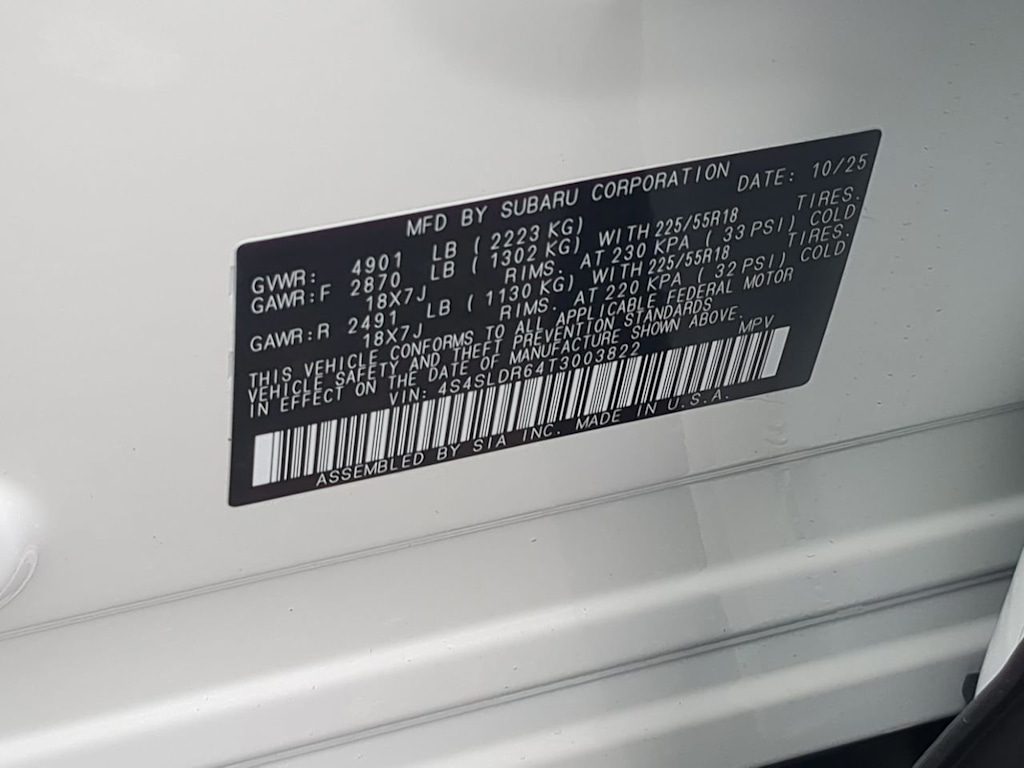 MFD BY SUBARU CORPORATION DATE: 10/25
GVWR: 4901 LB ( 2223 KG)
GAWR:F 2870 LB ( 1302 KG) WITH 225/55R18 TIRES.
18X7J RIMS. AT 230 KPA ( 33 PSI) COLD
GAWR:R 2491 LB ( 1130 KG) WITH 225/55R18 TIRES.
18X7J RIMS. AT 220 KPA ( 32 PSI) COLD
THIS VEHICLE CONFORMS TO ALL APPLICABLE FEDERAL MOTOR
VEHICLE SAFETY AND THEFT PREVENTION STANDARDS
IN EFFECT ON THE DATE OF MANUFACTURE SHOWN ABOVE.
VIN: 4S4SLDR64T3003822 MPV
ASSEMBLED BY SIA INC. MADE IN U.S.A.